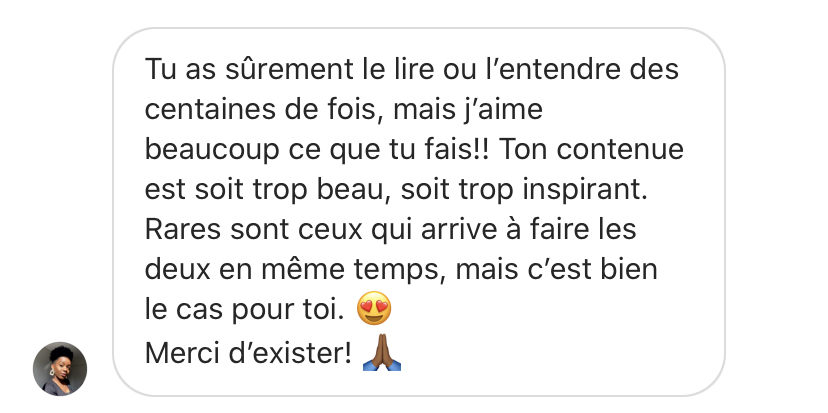 Tu as sûrement le lire ou l’entendre des
centaines de fois, mais j’aime
beaucoup ce que tu fais!! Ton contenue
est soit trop beau, soit trop inspirant.
Rares sont ceux qui arrive à faire les
deux en même temps, mais c’est bien
le cas pour toi. 😍
Merci d’exister! 🙏🏾